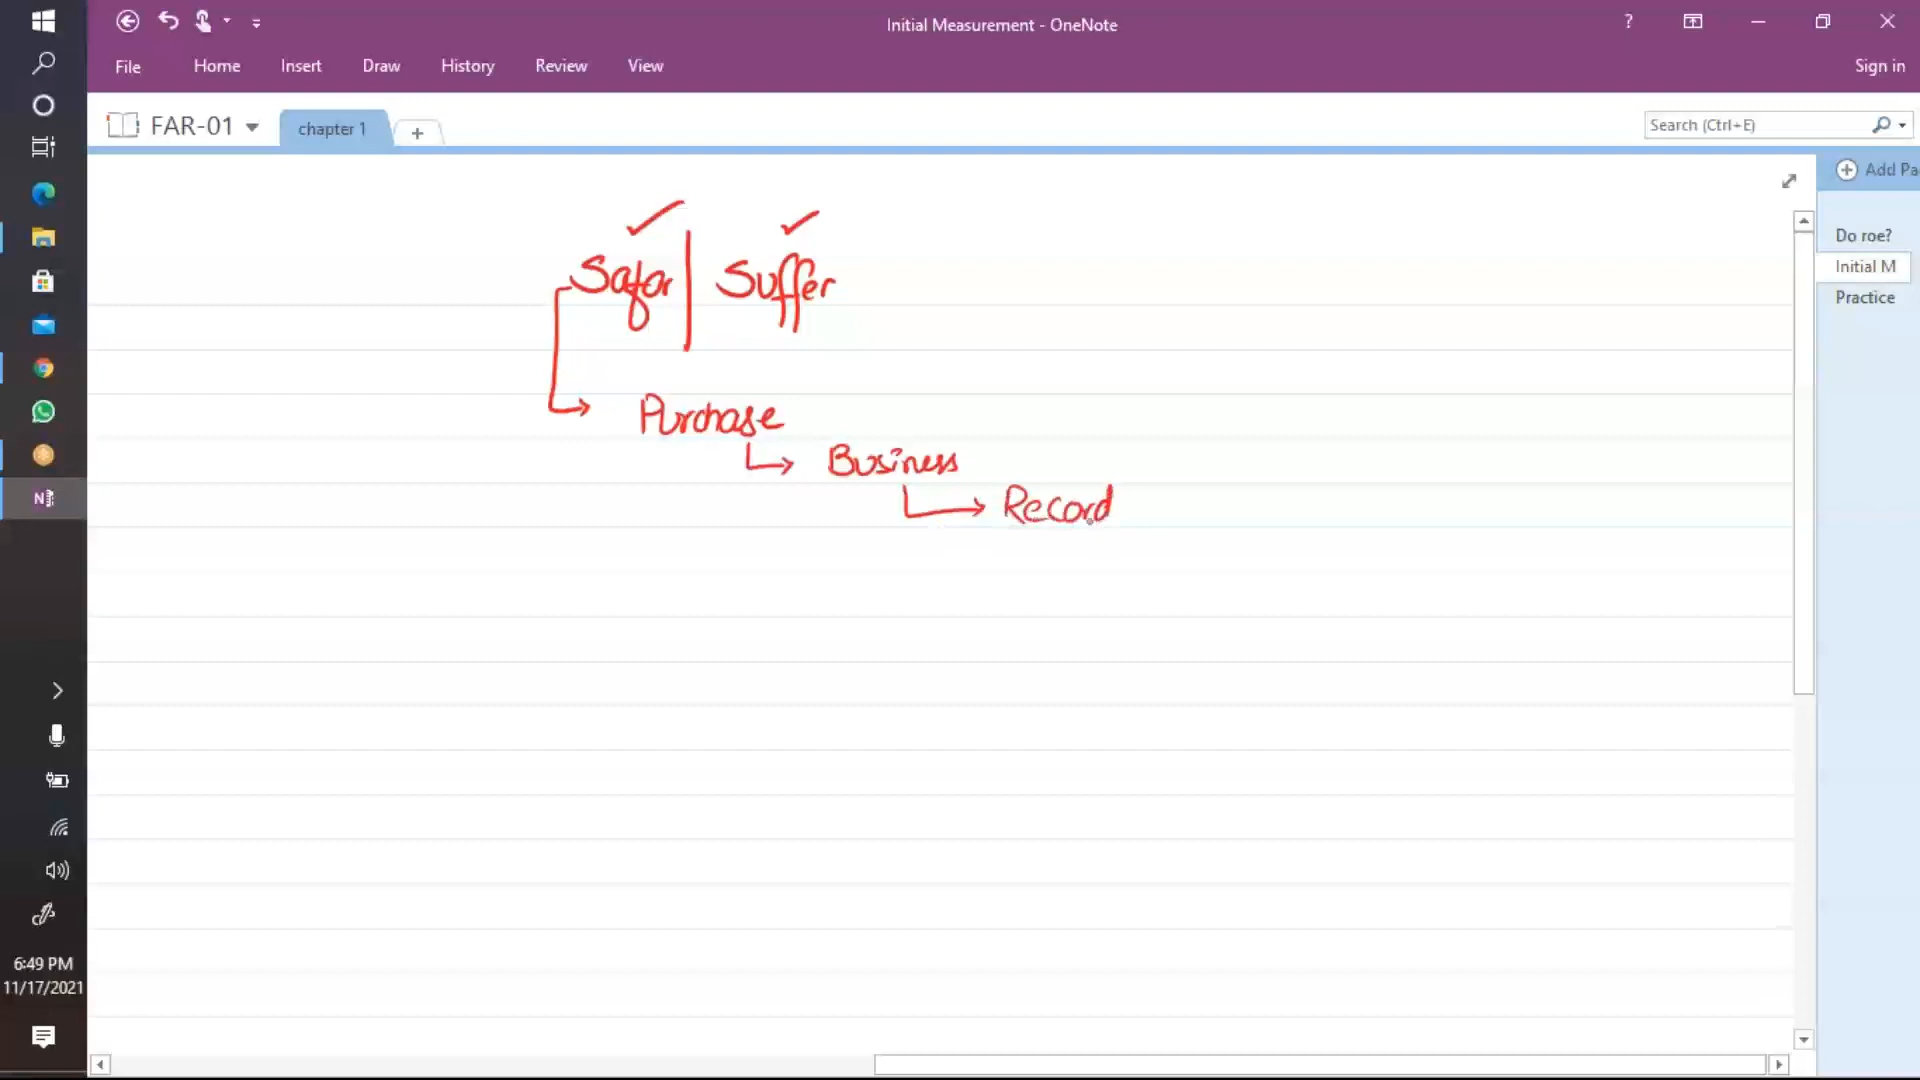 Initial Measurement - OneNote
?
File Home Insert Draw History Review View
Sign in
FAR-01 chapter 1 +
Search (Ctrl+E)
Add Pa
Do roe?
Initial M
Practice
Safar | Suffer
Purchase
Business
Record
N
6:49 PM
11/17/2021